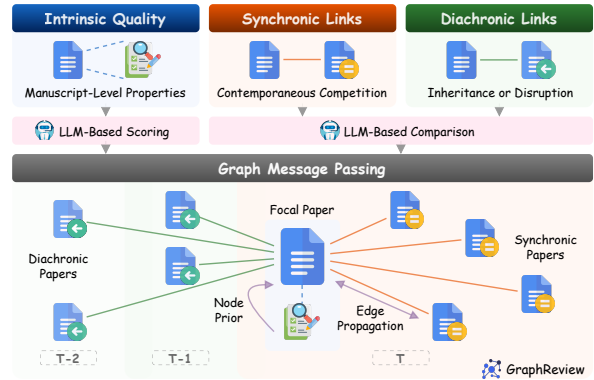 Intrinsic Quality
Synchronic Links
Diachronic Links
Manuscript-Level Properties
Contemporaneous Competition
Inheritance or Disruption
LLM-Based Scoring
LLM-Based Comparison
Graph Message Passing
Focal Paper
Diachronic
Papers
Synchronic
Papers
Node
Prior
Edge
Propagation
T-2
T-1
T
GraphReview